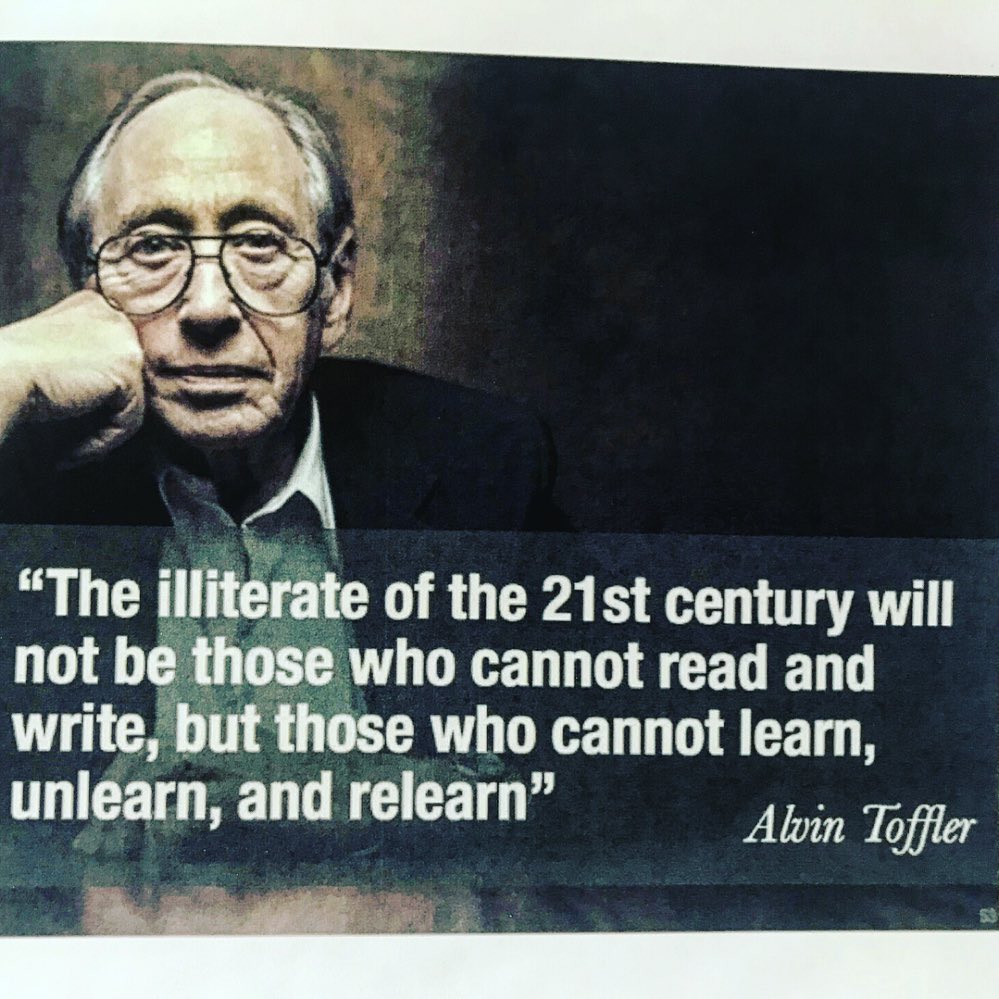 “The illiterate of the 21st century will
not be those who cannot read and
write, but those who cannot learn,
unlearn, and relearn”
Alvin Toffler